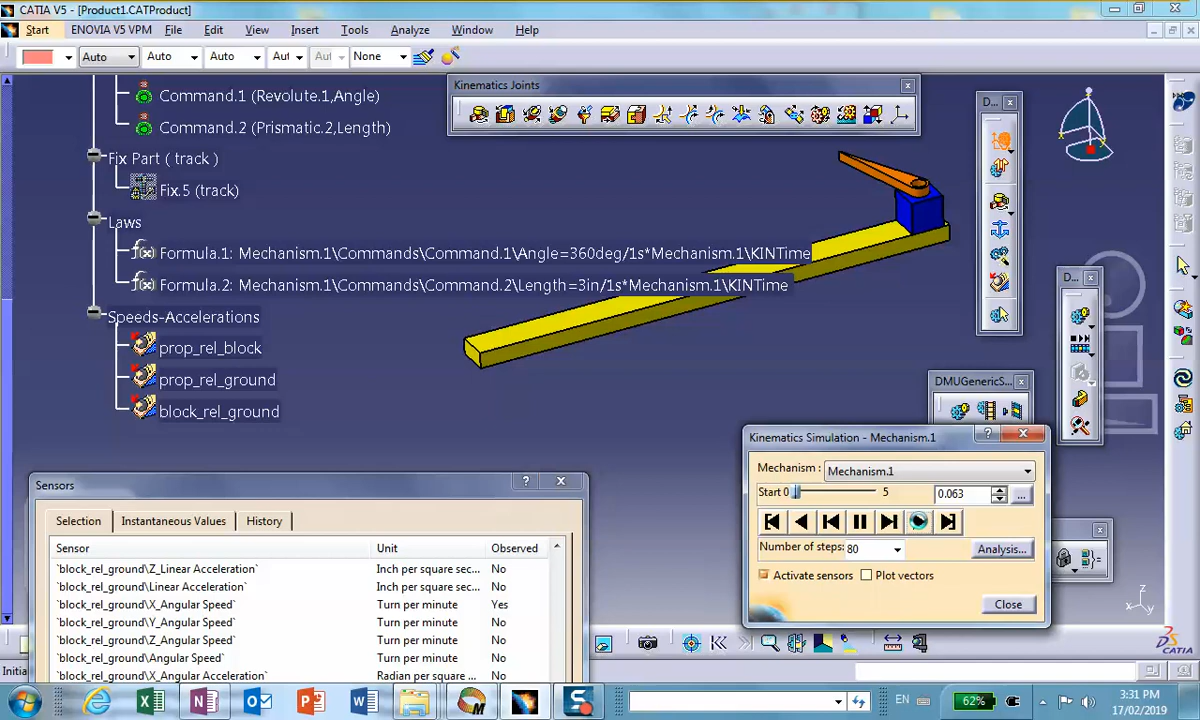 CATIA V5 - [Product1.CATProduct]
Start ENOVIA V5 VPM File Edit View Insert Tools Analyze Window Help
Auto Auto Auto Aut Aut None
Kinematics Joints
D...
Command.1 (Revolute.1,Angle)
Command.2 (Prismatic.2,Length)
Fix Part ( track )
Fix.5 (track)
Laws
Formula.1: Mechanism.1\Commands\Command.1\Angle=360deg/1s*Mechanism.1\KINTime
Formula.2: Mechanism.1\Commands\Command.2\Length=3in/1s*Mechanism.1\KINTime
Speeds-Accelerations
prop_rel_block
prop_rel_ground
block_rel_ground
D...
DMUGenericS...
Kinematics Simulation - Mechanism.1
Mechanism : Mechanism.1
Start 0 5 0.063 ...
Number of steps: 80 Analysis...
Activate sensors Plot vectors
Close
Sensors
Selection Instantaneous Values History
Sensor Unit Observed
`block_rel_ground\Z_Linear Acceleration` Inch per square sec... No
`block_rel_ground\Linear Acceleration` Inch per square sec... No
`block_rel_ground\X_Angular Speed` Turn per minute Yes
`block_rel_ground\Y_Angular Speed` Turn per minute No
`block_rel_ground\Z_Angular Speed` Turn per minute No
`block_rel_ground\Angular Speed` Turn per minute No
`block_rel_ground\X_Angular Acceleration` Radian per square ... No
z
x
DS CATIA
Initia
EN 62% 3:31 PM
17/02/2019